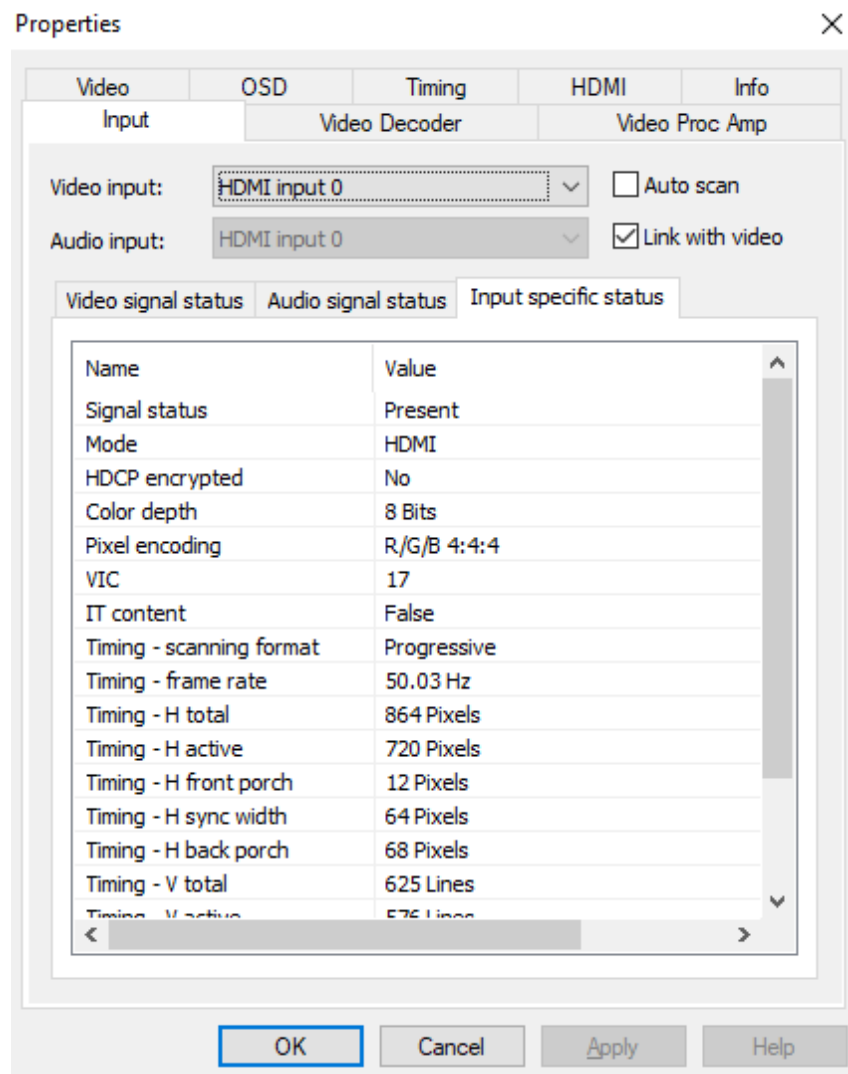 Properties
Video OSD Timing HDMI Info
Input Video Decoder Video Proc Amp
Video input: HDMI input 0 Auto scan
Audio input: HDMI input 0 Link with video
Video signal status Audio signal status Input specific status
Name Value
Signal status Present
Mode HDMI
HDCP encrypted No
Color depth 8 Bits
Pixel encoding R/G/B 4:4:4
VIC 17
IT content False
Timing - scanning format Progressive
Timing - frame rate 50.03 Hz
Timing - H total 864 Pixels
Timing - H active 720 Pixels
Timing - H front porch 12 Pixels
Timing - H sync width 64 Pixels
Timing - H back porch 68 Pixels
Timing - V total 625 Lines
Timing - V active 576 Lines
OK Cancel Apply Help